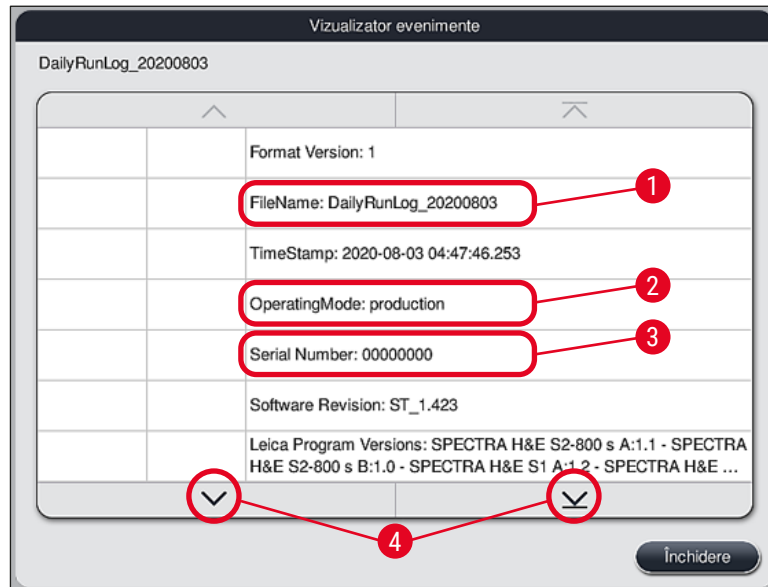 Vizualizator evenimente
DailyRunLog_20200803
Format Version: 1
FileName: DailyRunLog_20200803
1
TimeStamp: 2020-08-03 04:47:46.253
OperatingMode: production
2
Serial Number: 00000000
3
Software Revision: ST_1.423
Leica Program Versions: SPECTRA H&E S2-800 s A:1.1 - SPECTRA
H&E S2-800 s B:1.0 - SPECTRA H&E S1 A:1.2 - SPECTRA H&E ...
4
Închidere